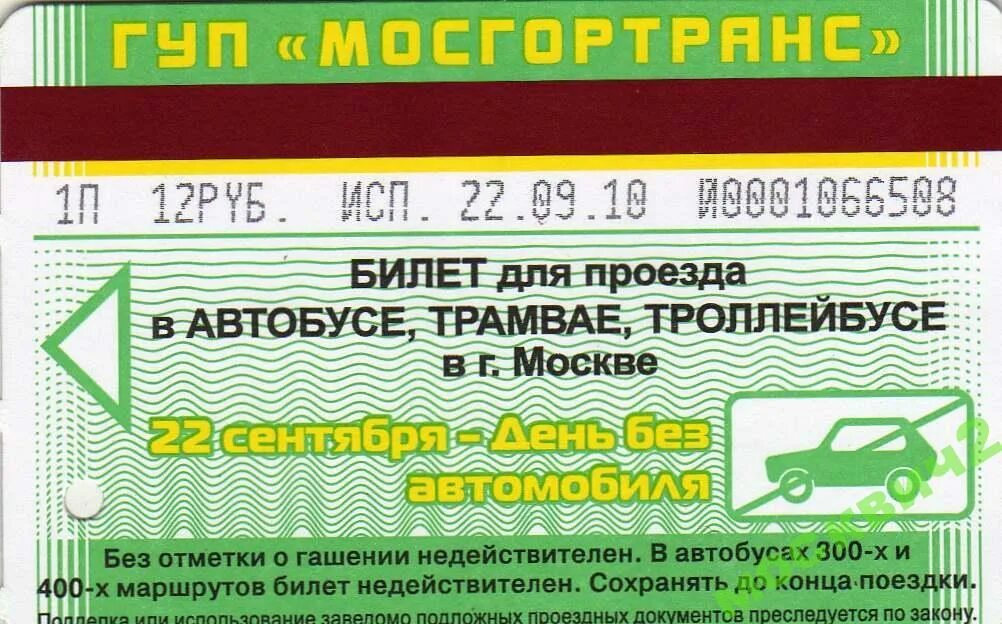 ГУП «МОСГОРТРАНС»
1П 12РУБ. ИСП. 22.09.10 И0001066508
БИЛЕТ для проезда
в АВТОБУСЕ, ТРАМВАЕ, ТРОЛЛЕЙБУСЕ
в г. Москве
22 сентября - День без
автомобиля
Без отметки о гашении недействителен. В автобусах 300-х и
400-х маршрутов билет недействителен. Сохранять до конца поездки.
Подделка или использование заведомо подложных проездных документов преследуется по закону.